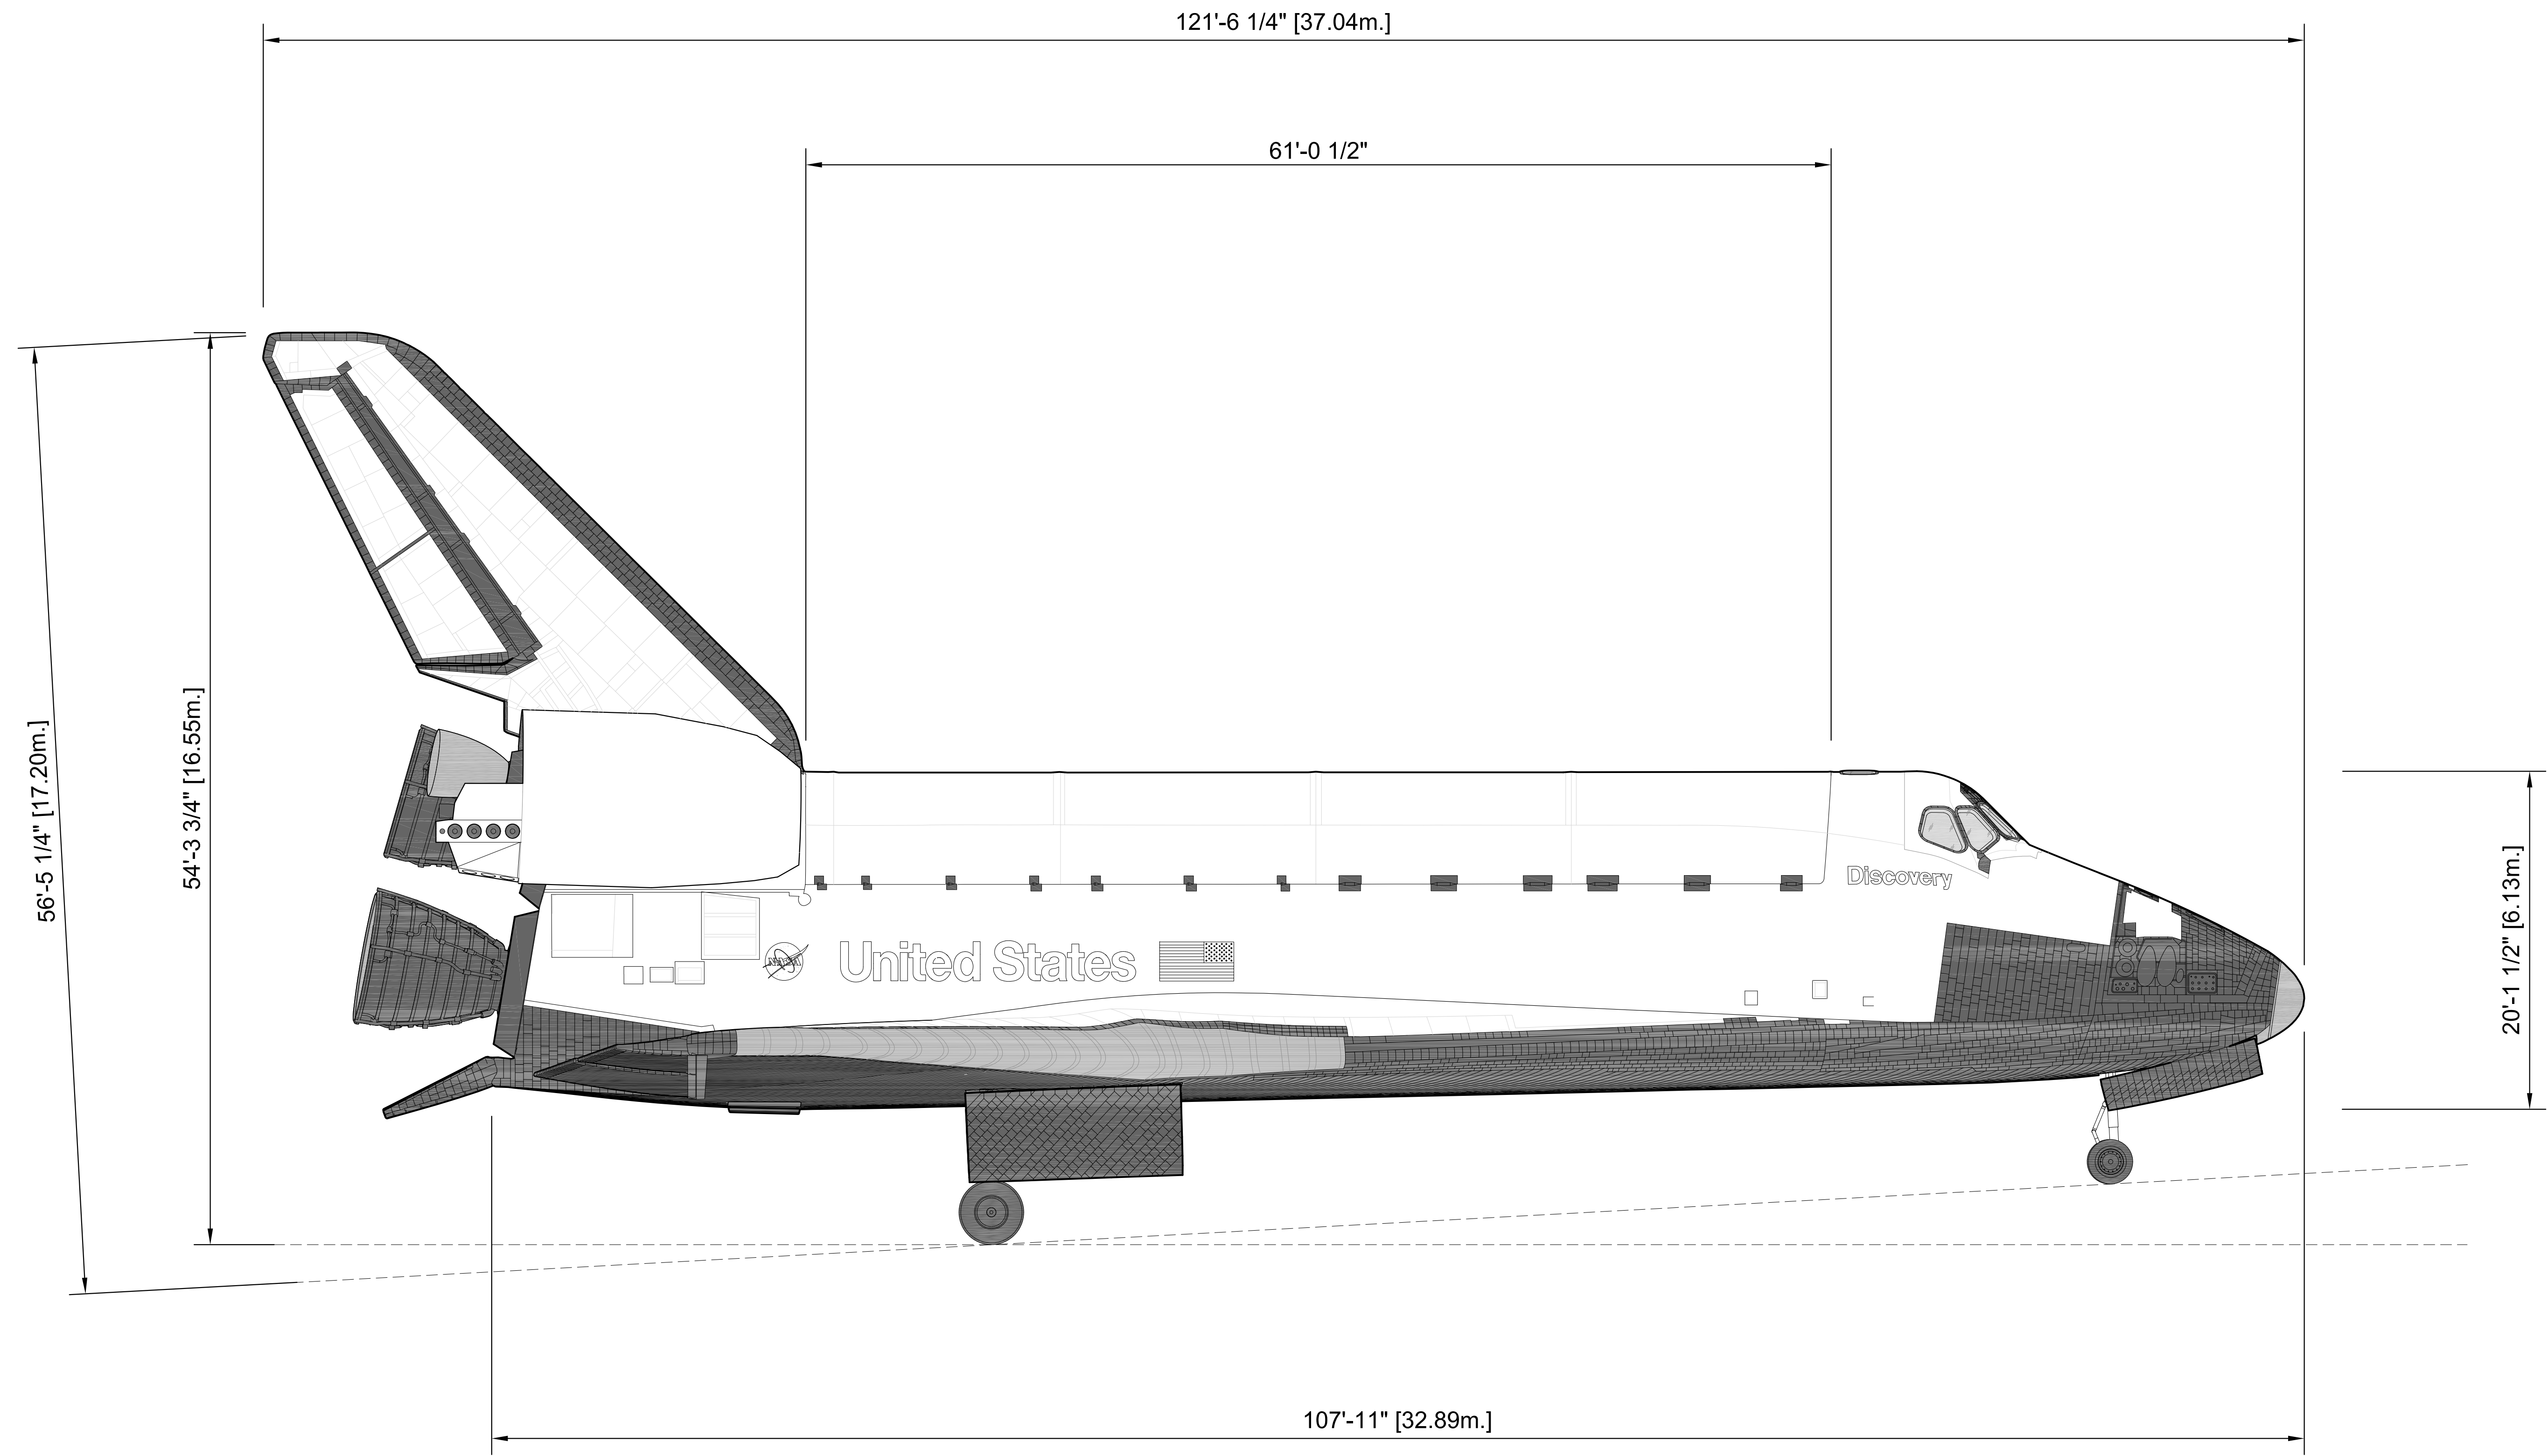 121'-6 1/4" [37.04m.]
61'-0 1/2"
56'-5 1/4" [17.20m.]
54'-3 3/4" [16.55m.]
Discovery
20'-1 1/2" [6.13m.]
NASA
United States
107'-11" [32.89m.]